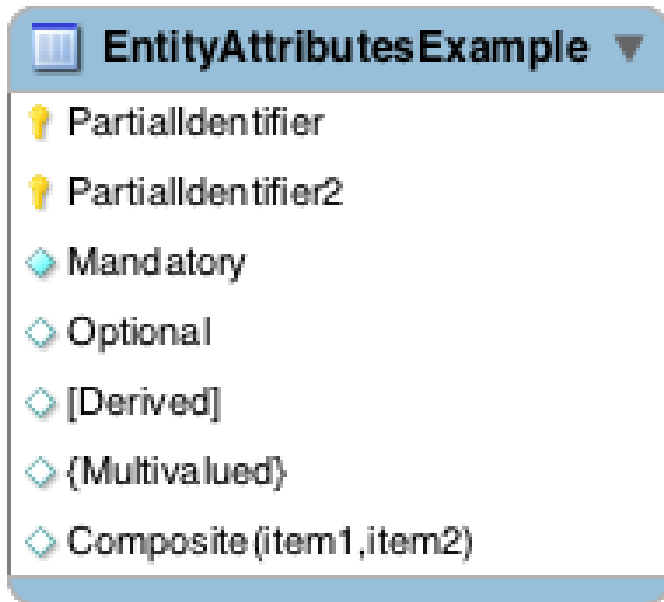 EntityAttributesExample
PartialIdentifier
PartialIdentifier2
Mandatory
Optional
[Derived]
{Multivalued}
Composite(item1,item2)